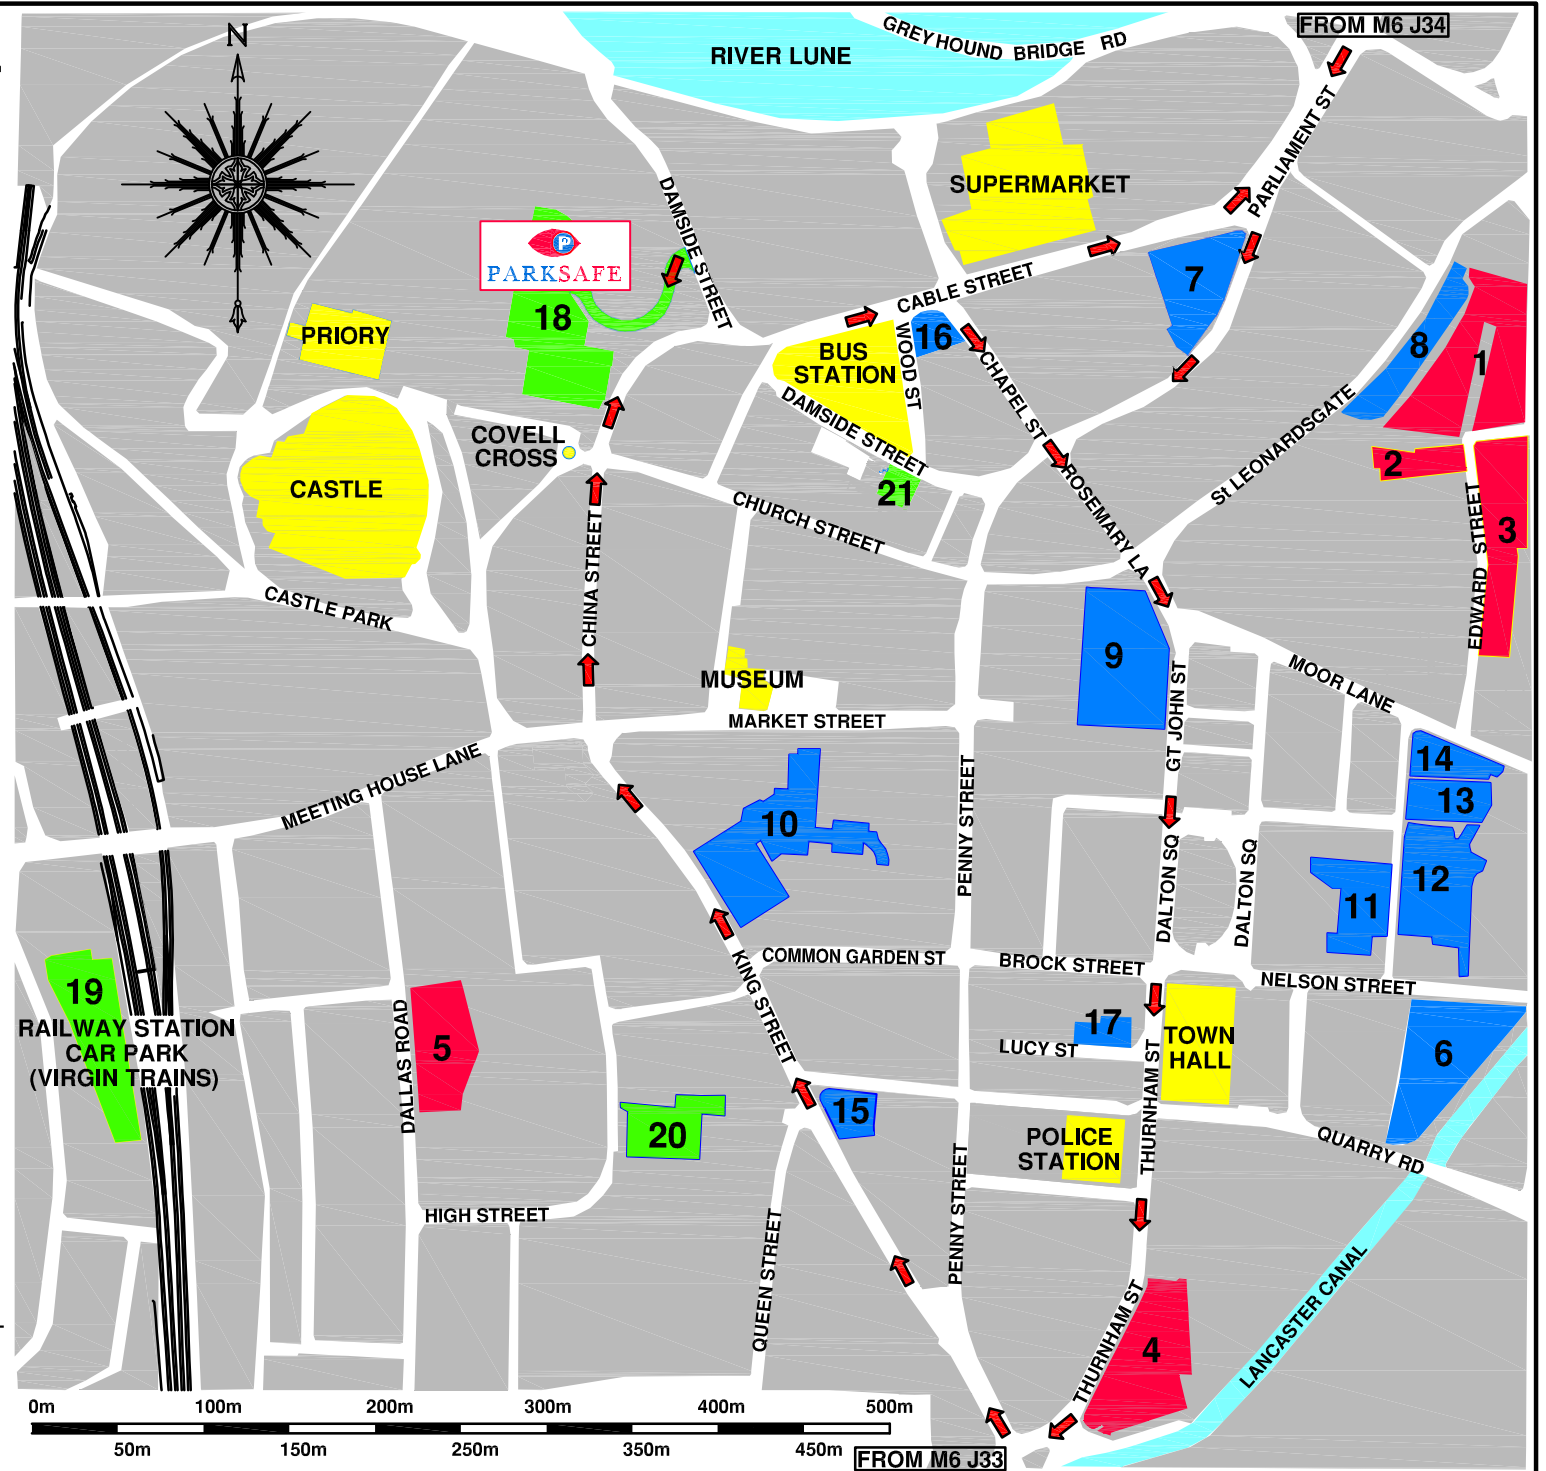 FROM M6 J34
GREYHOUND BRIDGE RD
N
RIVER LUNE
PARLIAMENT ST
SUPERMARKET
DAMSIDE STREET
P
PARKSAFE
7
CABLE STREET
18
PRIORY
16
8
1
BUS
STATION
WOOD ST
CHAPEL ST
DAMSIDE STREET
St LEONARDSGATE
COVELL
CROSS
2
CASTLE
21
CHURCH STREET
ROSEMARY LA
EDWARD STREET
3
CHINA STREET
CASTLE PARK
9
MUSEUM
MOOR LANE
MARKET STREET
GT JOHN ST
MEETING HOUSE LANE
14
13
10
PENNY STREET
DALTON SQ
DALTON SQ
12
11
COMMON GARDEN ST
BROCK STREET
NELSON STREET
KING STREET
19
RAILWAY STATION
CAR PARK
(VIRGIN TRAINS)
DALLAS ROAD
5
17
LUCY ST
TOWN
HALL
6
15
20
THURNHAM ST
POLICE
STATION
QUARRY RD
PENNY STREET
HIGH STREET
QUEEN STREET
LANCASTER CANAL
THURNHAM ST
4
0m 100m 200m 300m 400m 500m
50m 150m 250m 350m 450m
FROM M6 J33